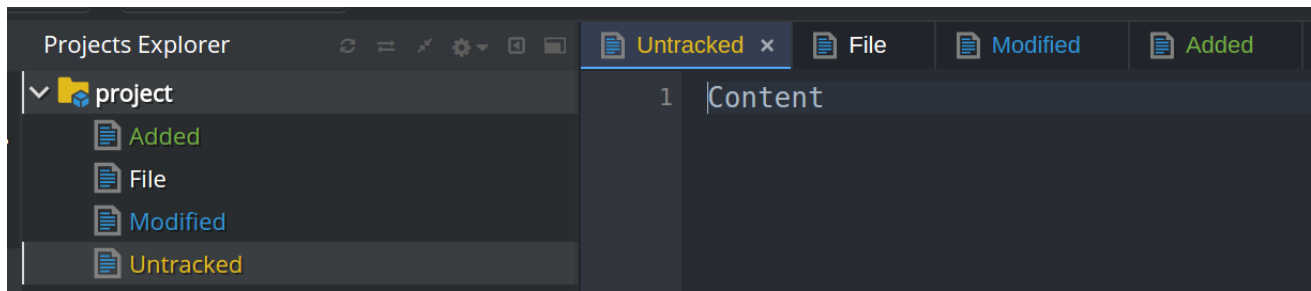 Projects Explorer
project
Added
File
Modified
Untracked
Untracked × File Modified Added
1 Content